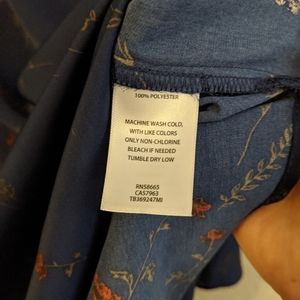 100% POLYESTER
MACHINE WASH COLD,
WITH LIKE COLORS
ONLY NON-CHLORINE
BLEACH IF NEEDED
TUMBLE DRY LOW
RN58665
CA57963
TB369247MI